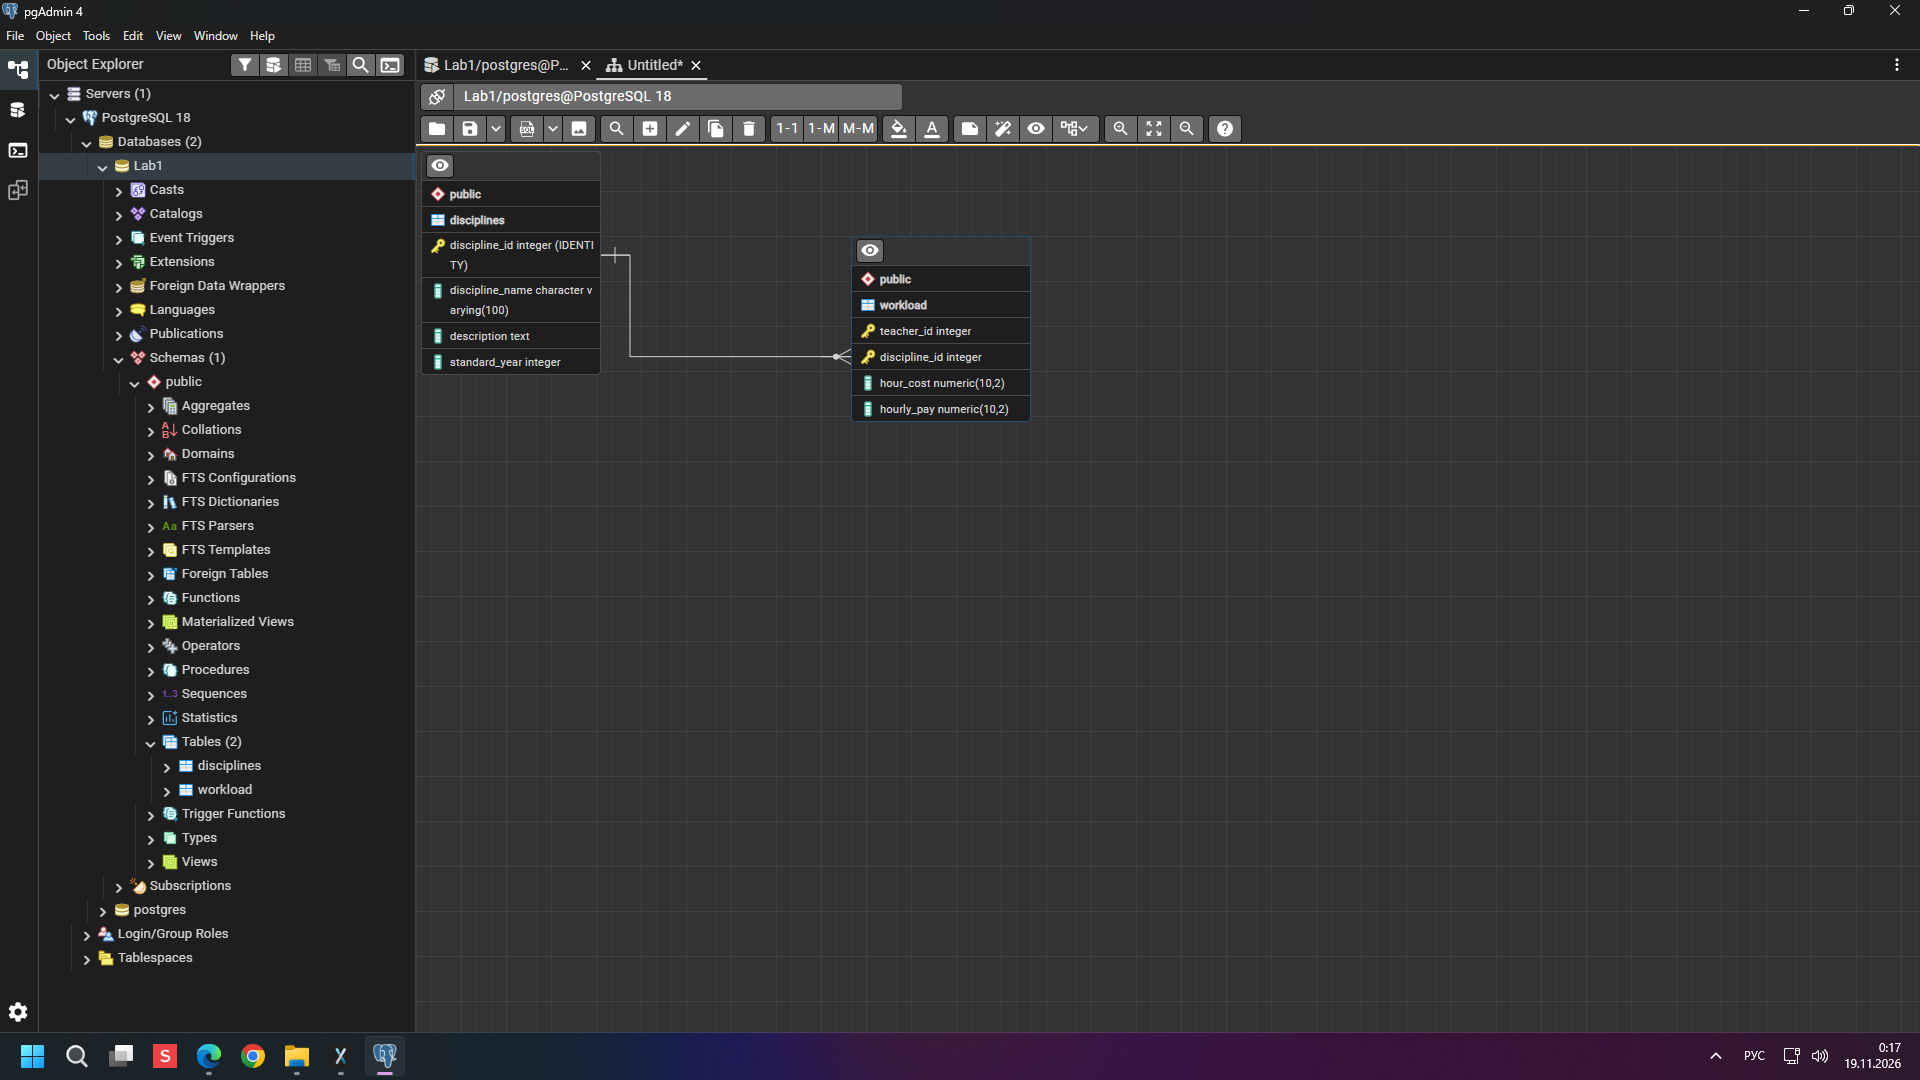 pgAdmin 4
File Object Tools Edit View Window Help
Object Explorer
Servers (1)
PostgreSQL 18
Databases (2)
Lab1
Casts
Catalogs
Event Triggers
Extensions
Foreign Data Wrappers
Languages
Publications
Schemas (1)
public
Aggregates
Collations
Domains
FTS Configurations
FTS Dictionaries
Aa FTS Parsers
FTS Templates
Foreign Tables
Functions
Materialized Views
Operators
Procedures
1..3 Sequences
Statistics
Tables (2)
disciplines
workload
Trigger Functions
Types
Views
Subscriptions
postgres
Login/Group Roles
Tablespaces
Lab1/postgres@P... Untitled*
Lab1/postgres@PostgreSQL 18
SQL 1-1 1-M M-M A
public
disciplines
discipline_id integer (IDENTI
TY)
discipline_name character v
arying(100)
description text
standard_year integer
public
workload
teacher_id integer
discipline_id integer
hour_cost numeric(10,2)
hourly_pay numeric(10,2)
S X РУС
0:17
19.11.2026